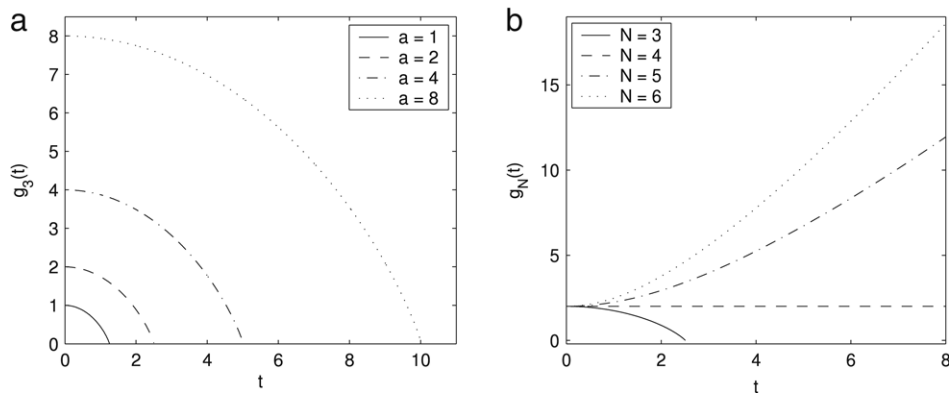 a
8
7
6
5
4
3
2
1
0
g3(t)
0 2 4 6 8 10
t
a = 1
a = 2
a = 4
a = 8
b
15
10
5
0
gN(t)
0 2 4 6 8
t
N = 3
N = 4
N = 5
N = 6